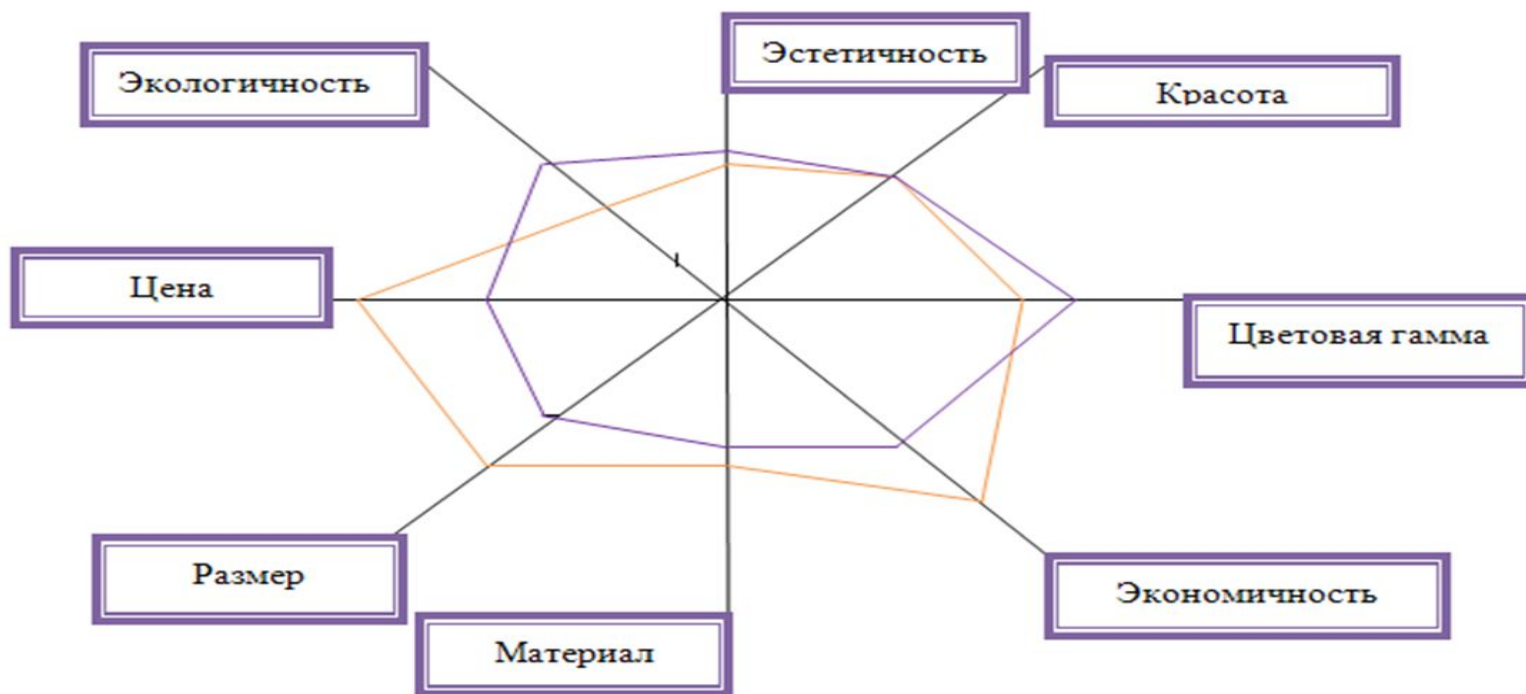 Эстетичность
Экологичность
Красота
Цена
Цветовая гамма
Размер
Экономичность
Материал